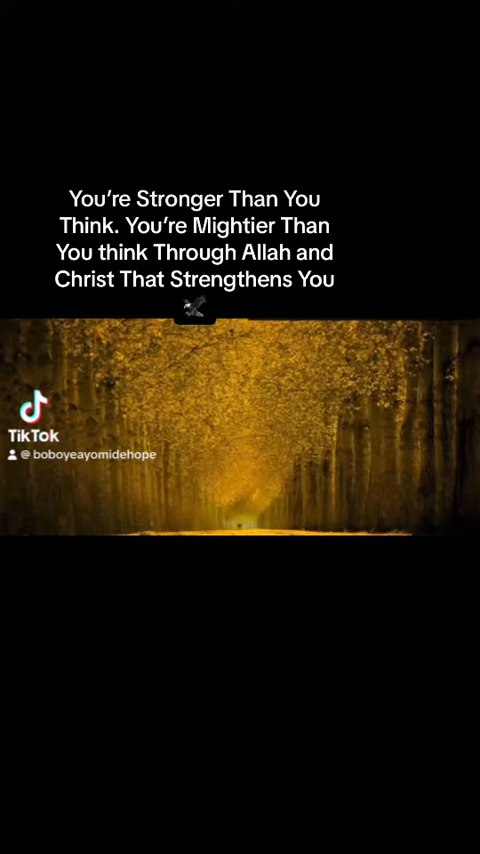 You're Stronger Than You
Think. You're Mightier Than
You think Through Allah and
Christ That Strengthens You
🦅
TikTok
@ boboyeayomidehope